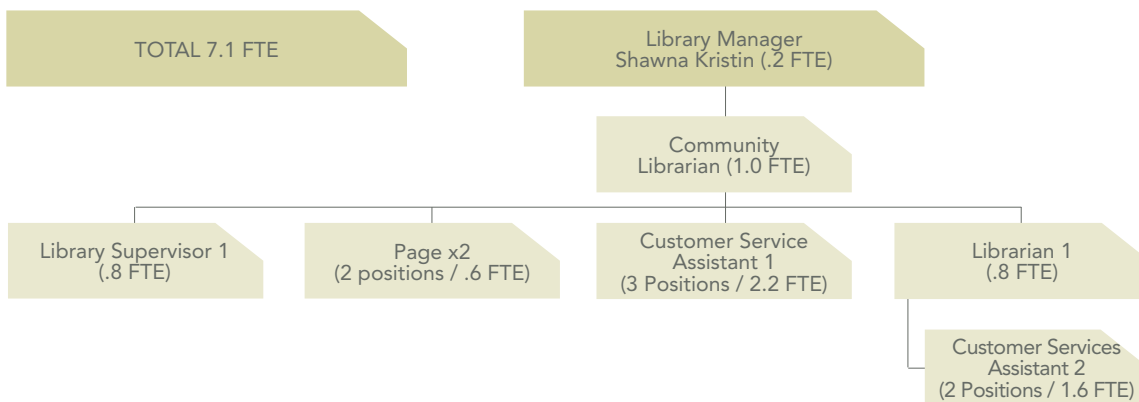 TOTAL 7.1 FTE
Library Manager
Shawna Kristin (.2 FTE)
Community
Librarian (1.0 FTE)
Library Supervisor 1
(.8 FTE)
Page x2
(2 positions / .6 FTE)
Customer Service
Assistant 1
(3 Positions / 2.2 FTE)
Librarian 1
(.8 FTE)
Customer Services
Assistant 2
(2 Positions / 1.6 FTE)